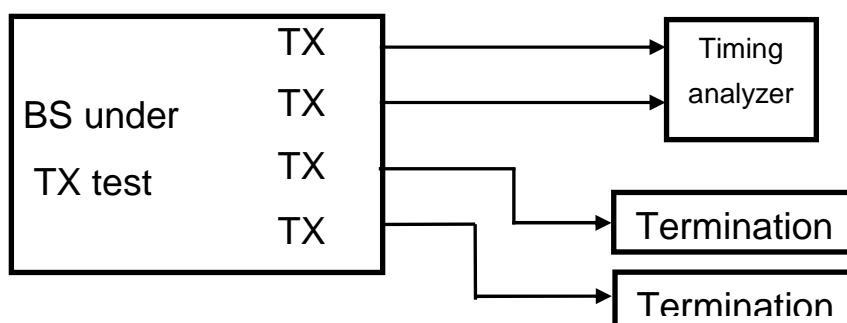 TX
Timing
analyzer
TX
BS under
TX
TX test
TX
Termination
Termination